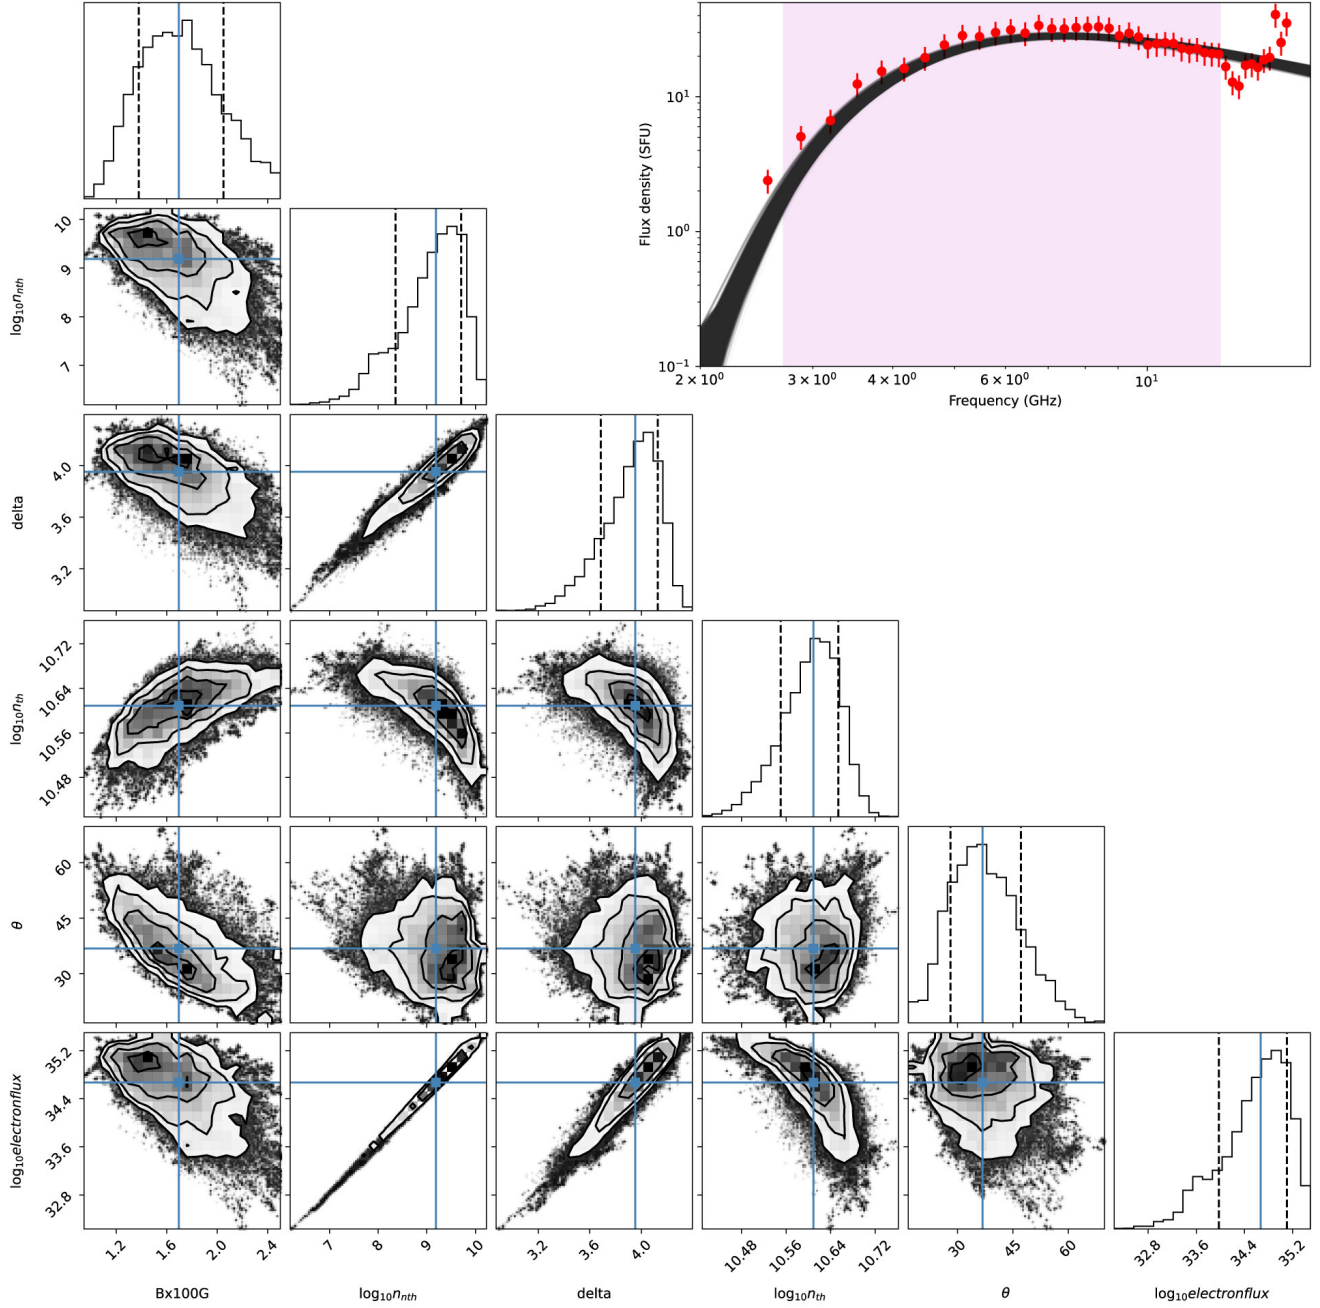 10¹
10⁰
10⁻¹
Flux density (SFU)
2 × 10⁰
3 × 10⁰
4 × 10⁰
6 × 10⁰
10¹
Frequency (GHz)
10
9
8
7
log₁₀nₙₜₕ
4.0
3.6
3.2
delta
10.72
10.64
10.56
10.48
log₁₀nₜₕ
60
45
30
θ
35.2
34.4
33.6
32.8
log₁₀electronflux
1.2
1.6
2.0
2.4
7
8
9
10
3.2
3.6
4.0
10.48
10.56
10.64
10.72
30
45
60
32.8
33.6
34.4
35.2
Bx100G
log₁₀nₙₜₕ
delta
log₁₀nₜₕ
θ
log₁₀electronflux